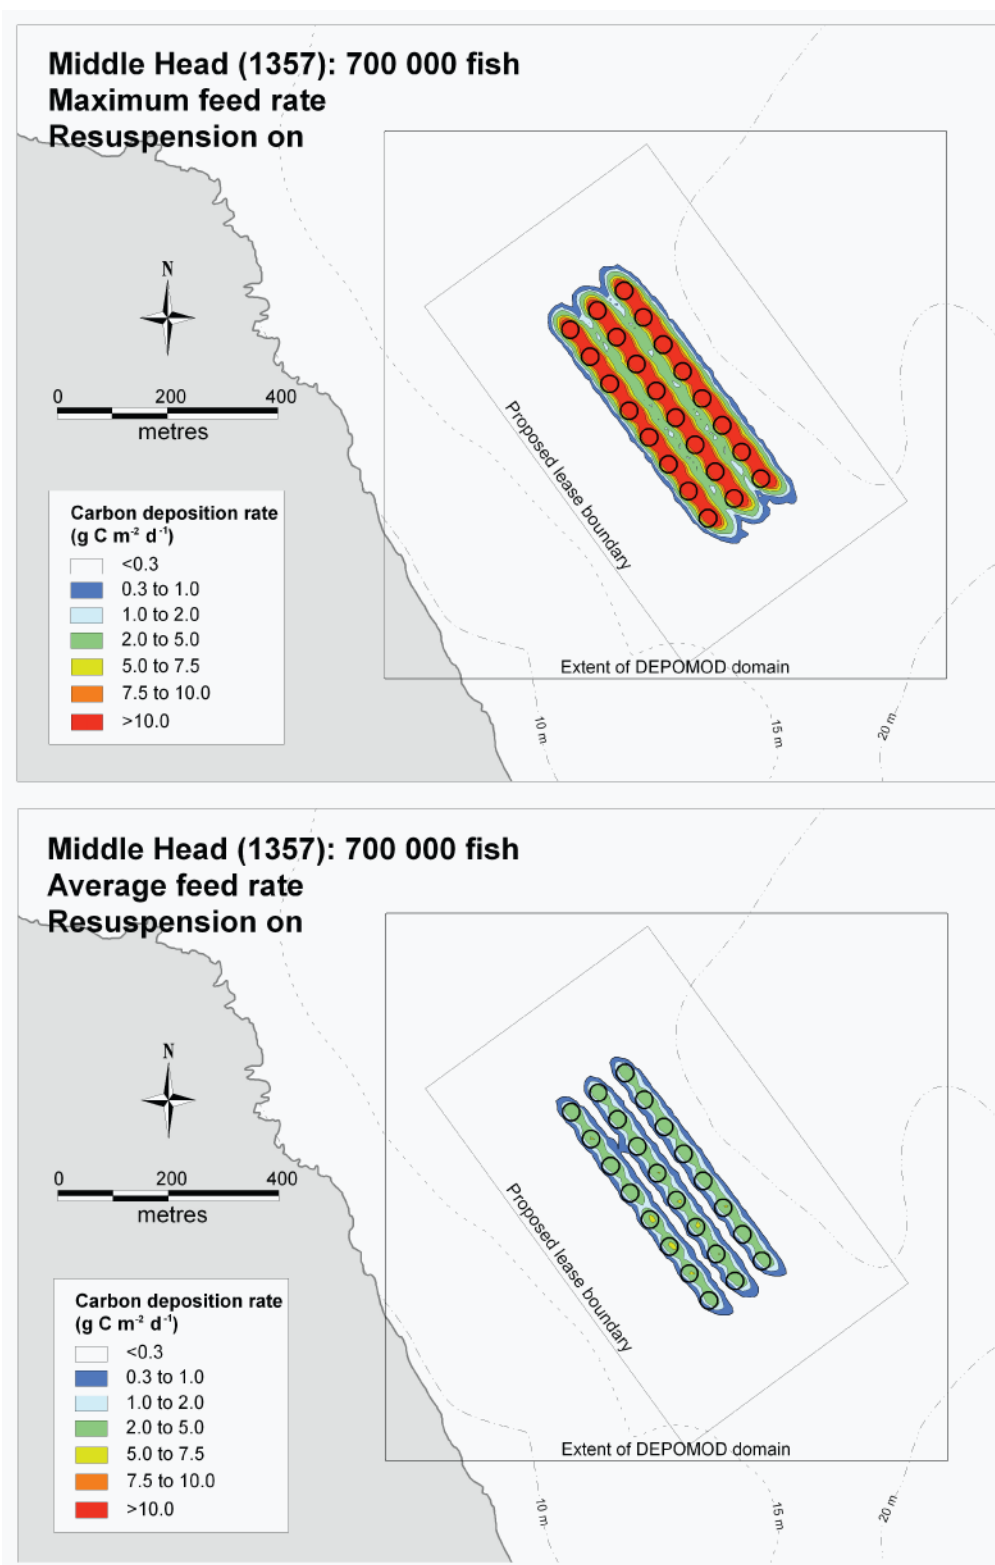 Middle Head (1357): 700 000 fish
Maximum feed rate
Resuspension on
N
0 200 400
metres
Proposed lease boundary
Carbon deposition rate
(g C m⁻² d⁻¹)
<0.3
0.3 to 1.0
1.0 to 2.0
2.0 to 5.0
5.0 to 7.5
7.5 to 10.0
>10.0
Extent of DEPOMOD domain
10 m
15 m
20 m
Middle Head (1357): 700 000 fish
Average feed rate
Resuspension on
N
0 200 400
metres
Proposed lease boundary
Carbon deposition rate
(g C m⁻² d⁻¹)
<0.3
0.3 to 1.0
1.0 to 2.0
2.0 to 5.0
5.0 to 7.5
7.5 to 10.0
>10.0
Extent of DEPOMOD domain
10 m
15 m
20 m